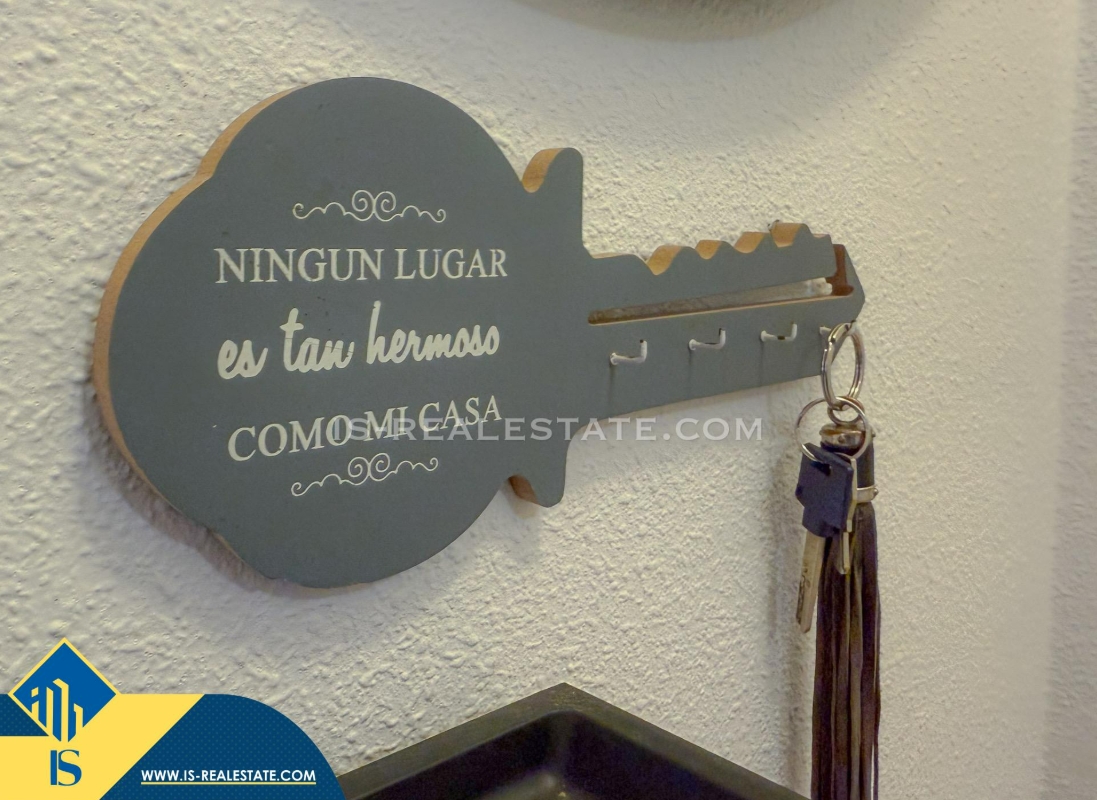 NINGUN LUGAR
es tan hermoso
COMO MI CASA
IS-REALESTATE.COM
IS
WWW.IS-REALESTATE.COM